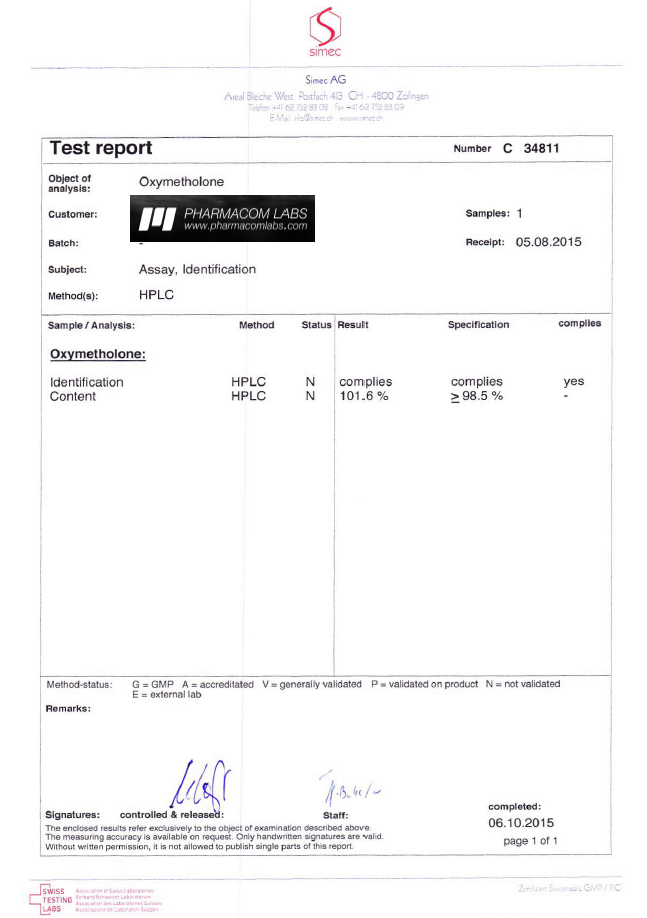 simec
Simec AG
Areal Bleiche West Postfach 413 CH - 4800 Zofingen
Telefon +41 62 752 83 08 Fax +41 62 752 83 09
E-Mail: info@simec.ch www.simec.ch
Test report Number C 34811
Object of analysis: Oxymetholone
Customer: PHARMACOM LABS Samples: 1
www.pharmacomlabs.com
Batch: - Receipt: 05.08.2015
Subject: Assay, Identification
Method(s): HPLC
Sample / Analysis: Method Status Result Specification complies
Oxymetholone:
Identification HPLC N complies complies yes
Content HPLC N 101.6 % ≥ 98.5 % -
Method-status: G = GMP A = accreditated V = generally validated P = validated on product N = not validated
E = external lab
Remarks:
completed:
Signatures: controlled & released: Staff:
06.10.2015
The enclosed results refer exclusively to the object of examination described above.
The measuring accuracy is available on request. Only handwritten signatures are valid.
Without written permission, it is not allowed to publish single parts of this report.
page 1 of 1
SWISS Association of Swiss Laboratories
TESTING Verband Schweizer Laboratorien
LABS Association des Laboratoires Suisses
Associazione dei Laboratori Svizzeri
Zertifiziert Swissmedic GMP / PIC